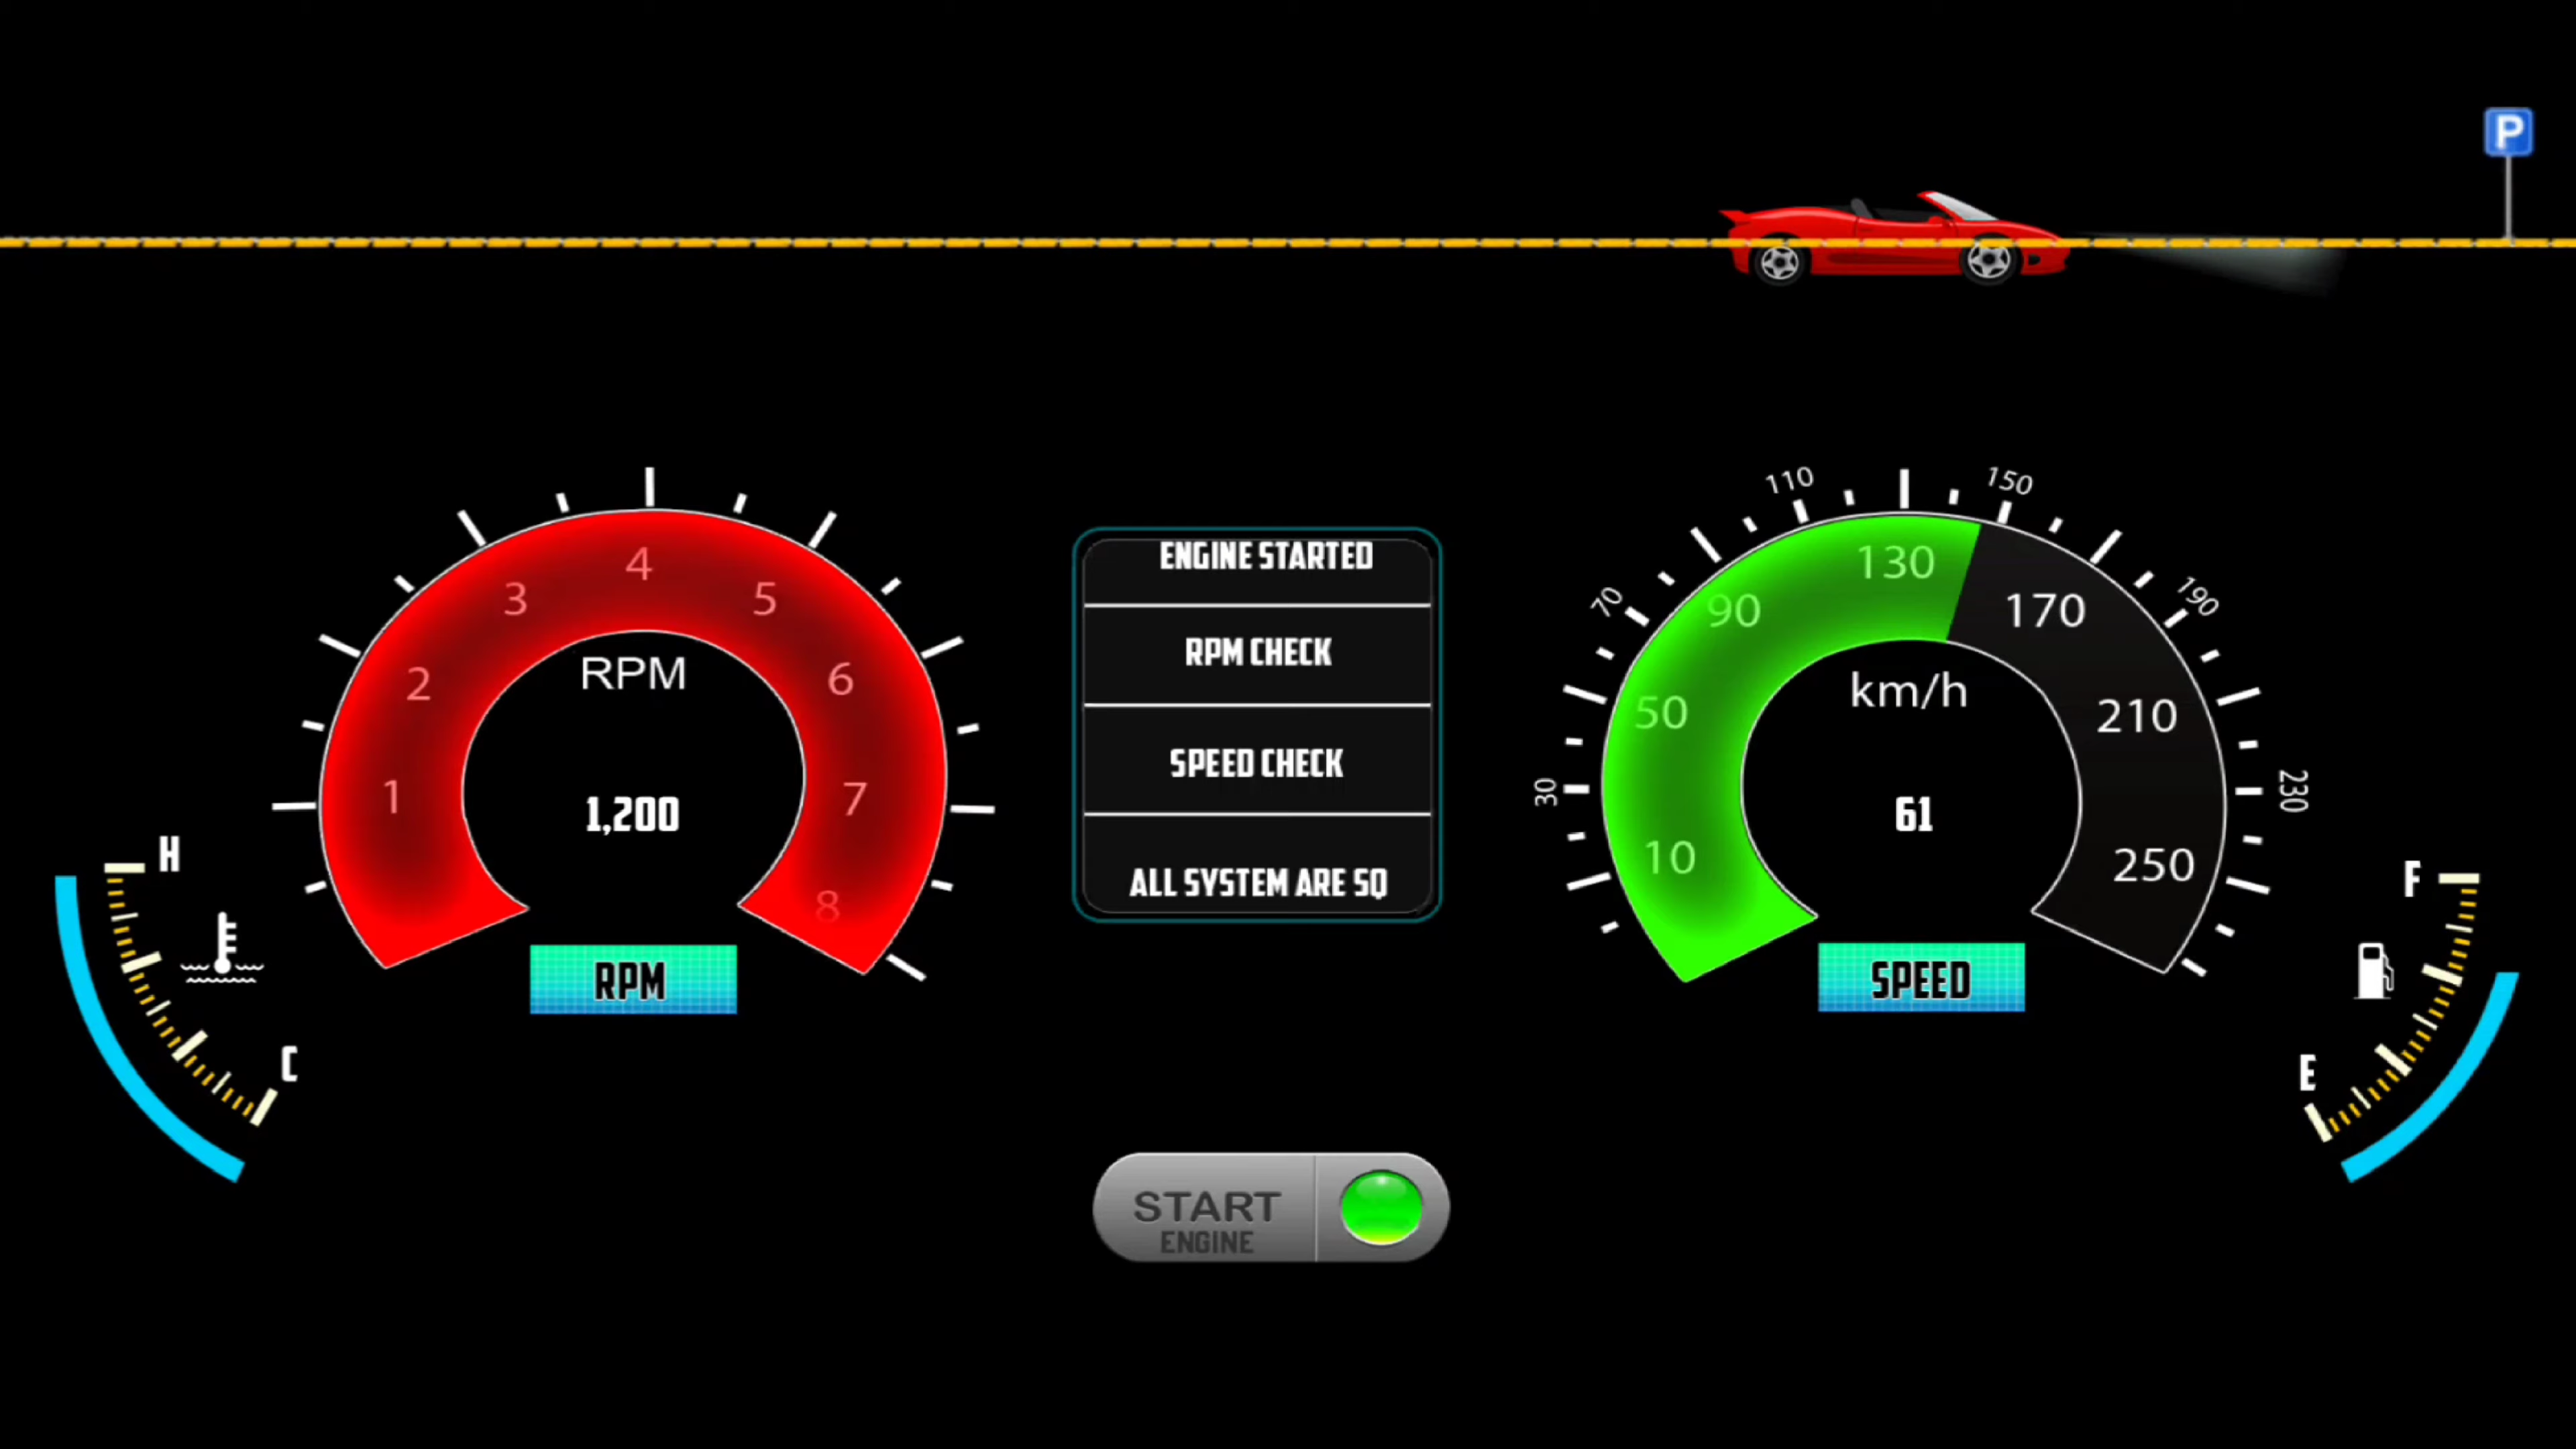 P
110
150
ENGINE STARTED
4
130
3
5
70
90
170
190
RPM CHECK
2
RPM
6
50
km/h
210
SPEED CHECK
1
1,200
7
30
61
230
H
10
250
ALL SYSTEM ARE SQ
F
8
RPM
SPEED
C
E
START
ENGINE